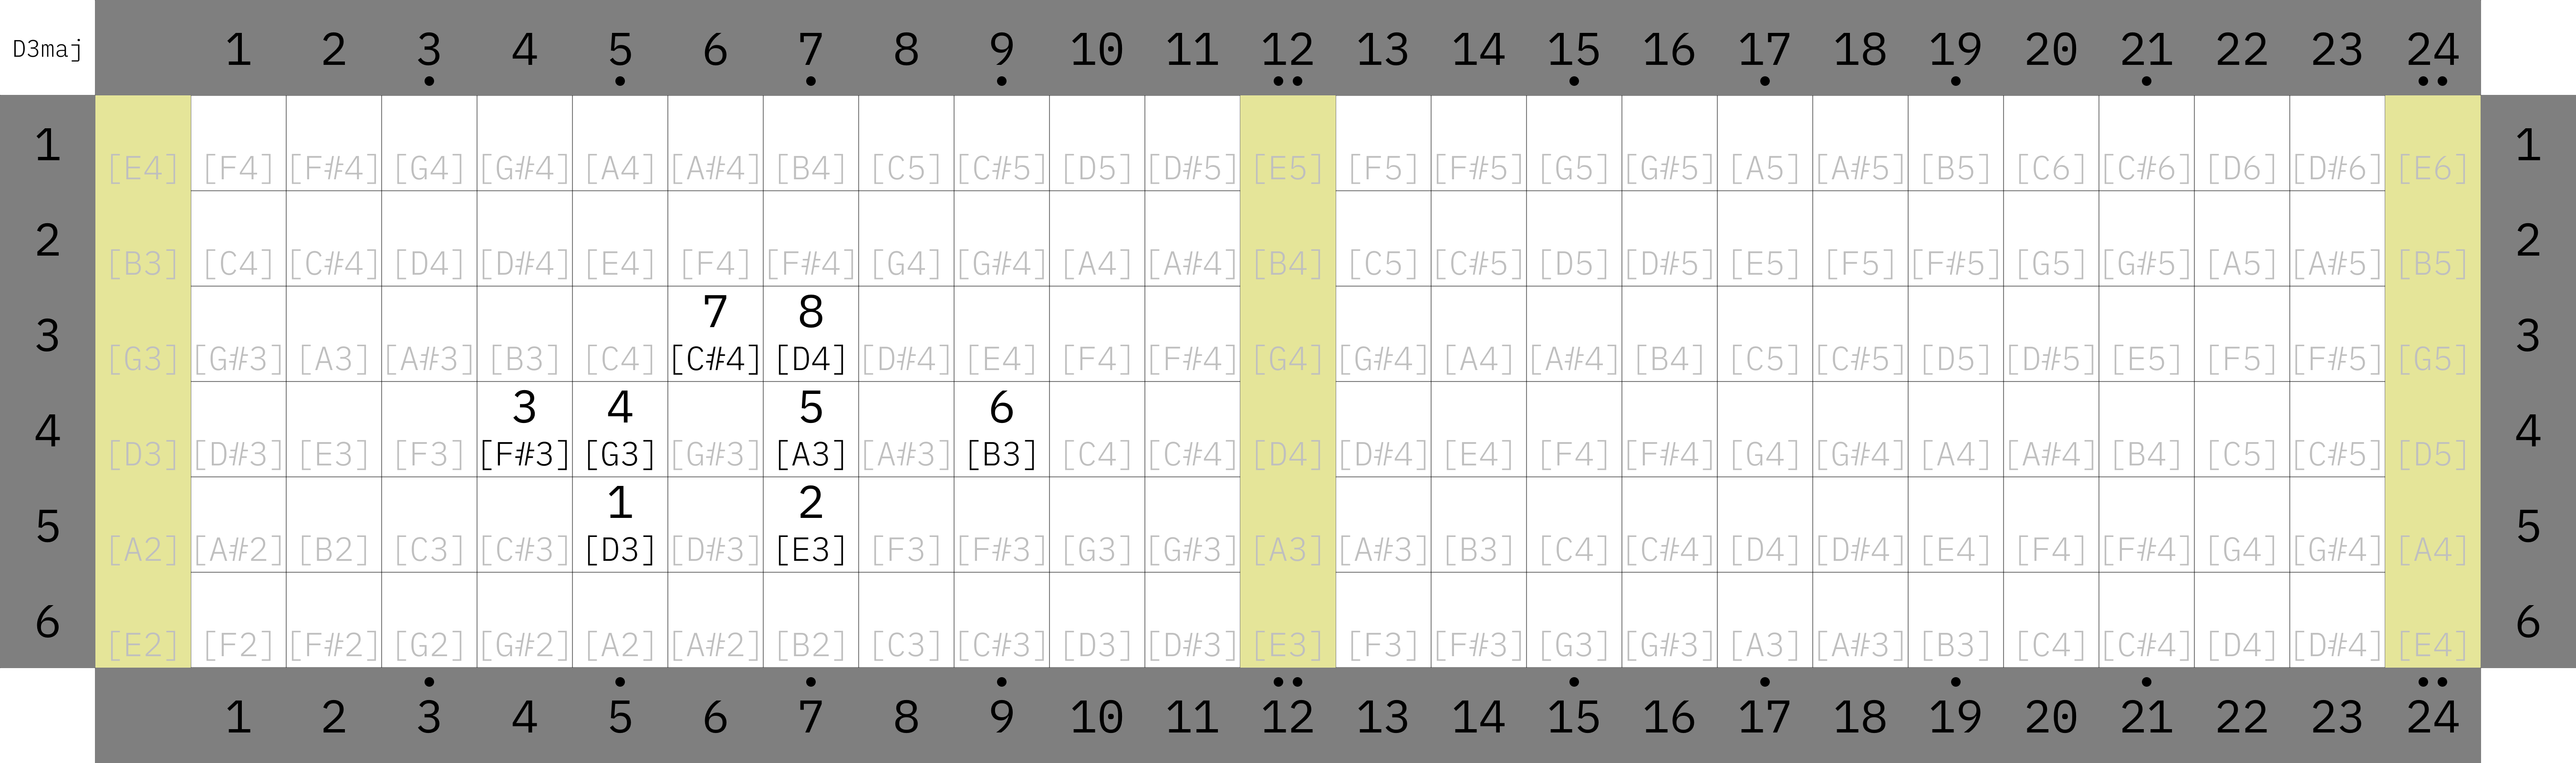 D3maj 1 2 3 4 5 6 7 8 9 10 11 12 13 14 15 16 17 18 19 20 21 22 23 24
1 [E4] [F4] [F#4] [G4] [G#4] [A4] [A#4] [B4] [C5] [C#5] [D5] [D#5] [E5] [F5] [F#5] [G5] [G#5] [A5] [A#5] [B5] [C6] [C#6] [D6] [D#6] [E6] 1
2 [B3] [C4] [C#4] [D4] [D#4] [E4] [F4] [F#4] [G4] [G#4] [A4] [A#4] [B4] [C5] [C#5] [D5] [D#5] [E5] [F5] [F#5] [G5] [G#5] [A5] [A#5] [B5] 2
7 8
3 [G3] [G#3] [A3] [A#3] [B3] [C4] [C#4] [D4] [D#4] [E4] [F4] [F#4] [G4] [G#4] [A4] [A#4] [B4] [C5] [C#5] [D5] [D#5] [E5] [F5] [F#5] [G5] 3
3 4 5 6
4 [D3] [D#3] [E3] [F3] [F#3] [G3] [G#3] [A3] [A#3] [B3] [C4] [C#4] [D4] [D#4] [E4] [F4] [F#4] [G4] [G#4] [A4] [A#4] [B4] [C5] [C#5] [D5] 4
1 2
5 [A2] [A#2] [B2] [C3] [C#3] [D3] [D#3] [E3] [F3] [F#3] [G3] [G#3] [A3] [A#3] [B3] [C4] [C#4] [D4] [D#4] [E4] [F4] [F#4] [G4] [G#4] [A4] 5
6 [E2] [F2] [F#2] [G2] [G#2] [A2] [A#2] [B2] [C3] [C#3] [D3] [D#3] [E3] [F3] [F#3] [G3] [G#3] [A3] [A#3] [B3] [C4] [C#4] [D4] [D#4] [E4] 6
1 2 3 4 5 6 7 8 9 10 11 12 13 14 15 16 17 18 19 20 21 22 23 24